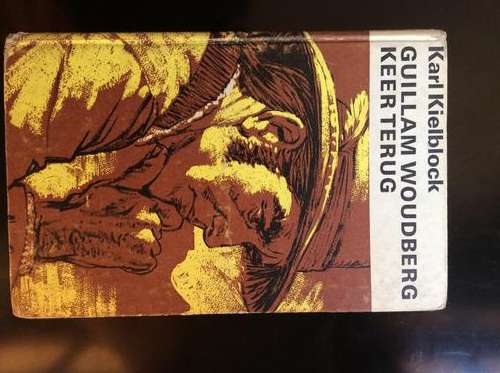 Karl Kielblock
GUILLAM WOUDBERG
KEER TERUG